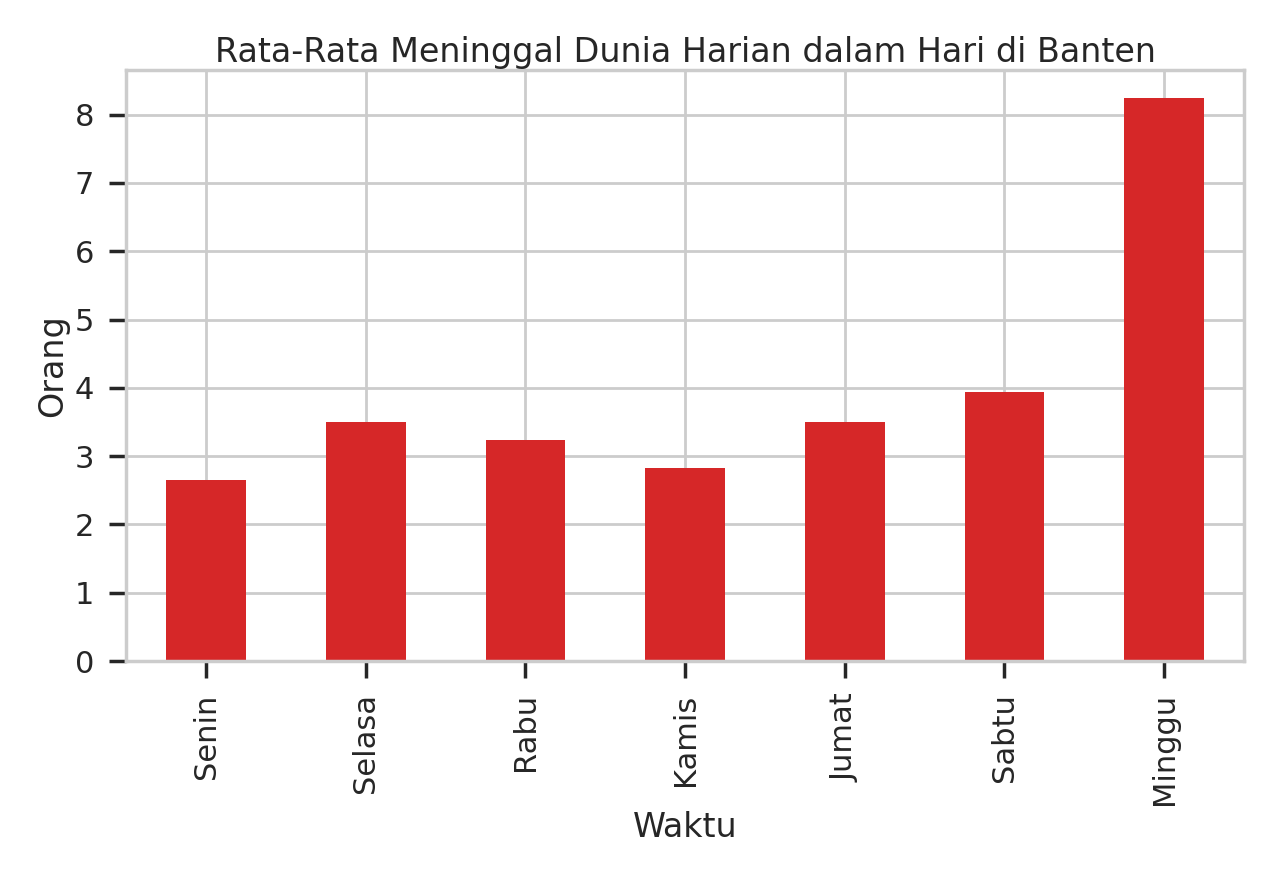 Rata-Rata Meninggal Dunia Harian dalam Hari di Banten
8
7
6
5
4
3
2
1
0
Orang
Senin
Selasa
Rabu
Kamis
Jumat
Sabtu
Minggu
Waktu